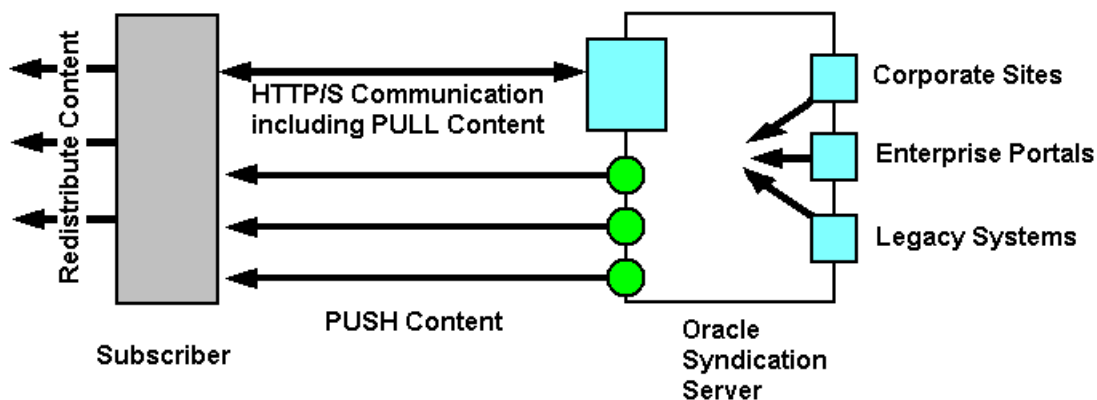 Redistribute Content
HTTP/S Communication
including PULL Content
PUSH Content
Subscriber
Oracle
Syndication
Server
Corporate Sites
Enterprise Portals
Legacy Systems